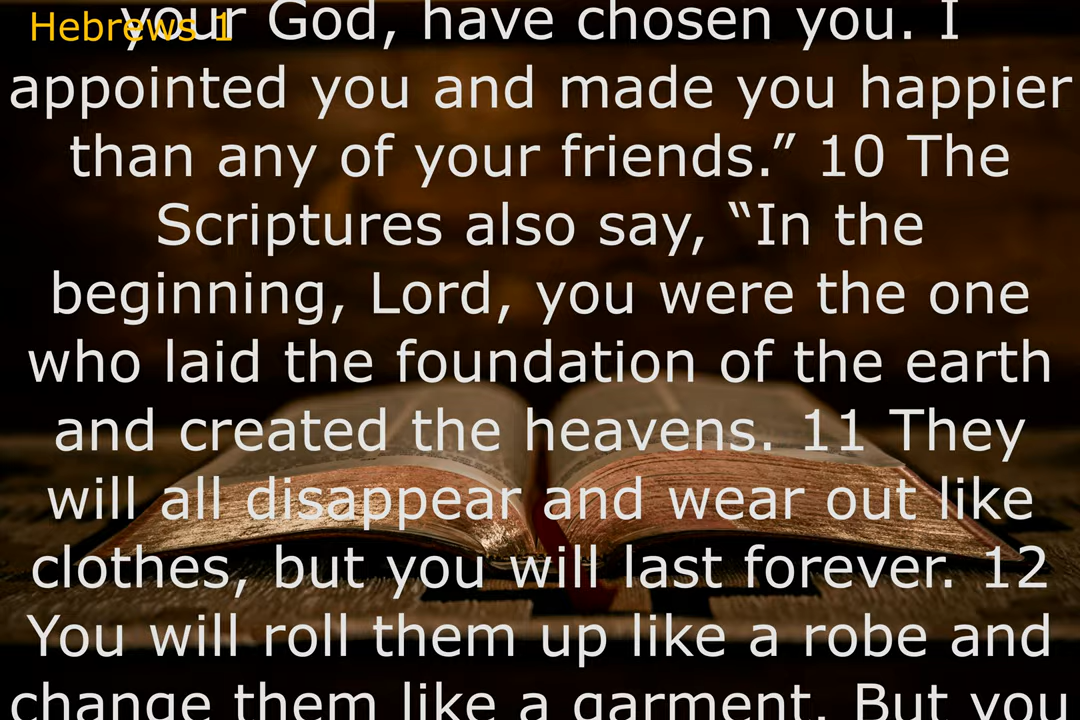 Hebrews 1
your God, have chosen you. I
appointed you and made you happier
than any of your friends.” 10 The
Scriptures also say, “In the
beginning, Lord, you were the one
who laid the foundation of the earth
and created the heavens. 11 They
will all disappear and wear out like
clothes, but you will last forever. 12
You will roll them up like a robe and
change them like a garment. But you